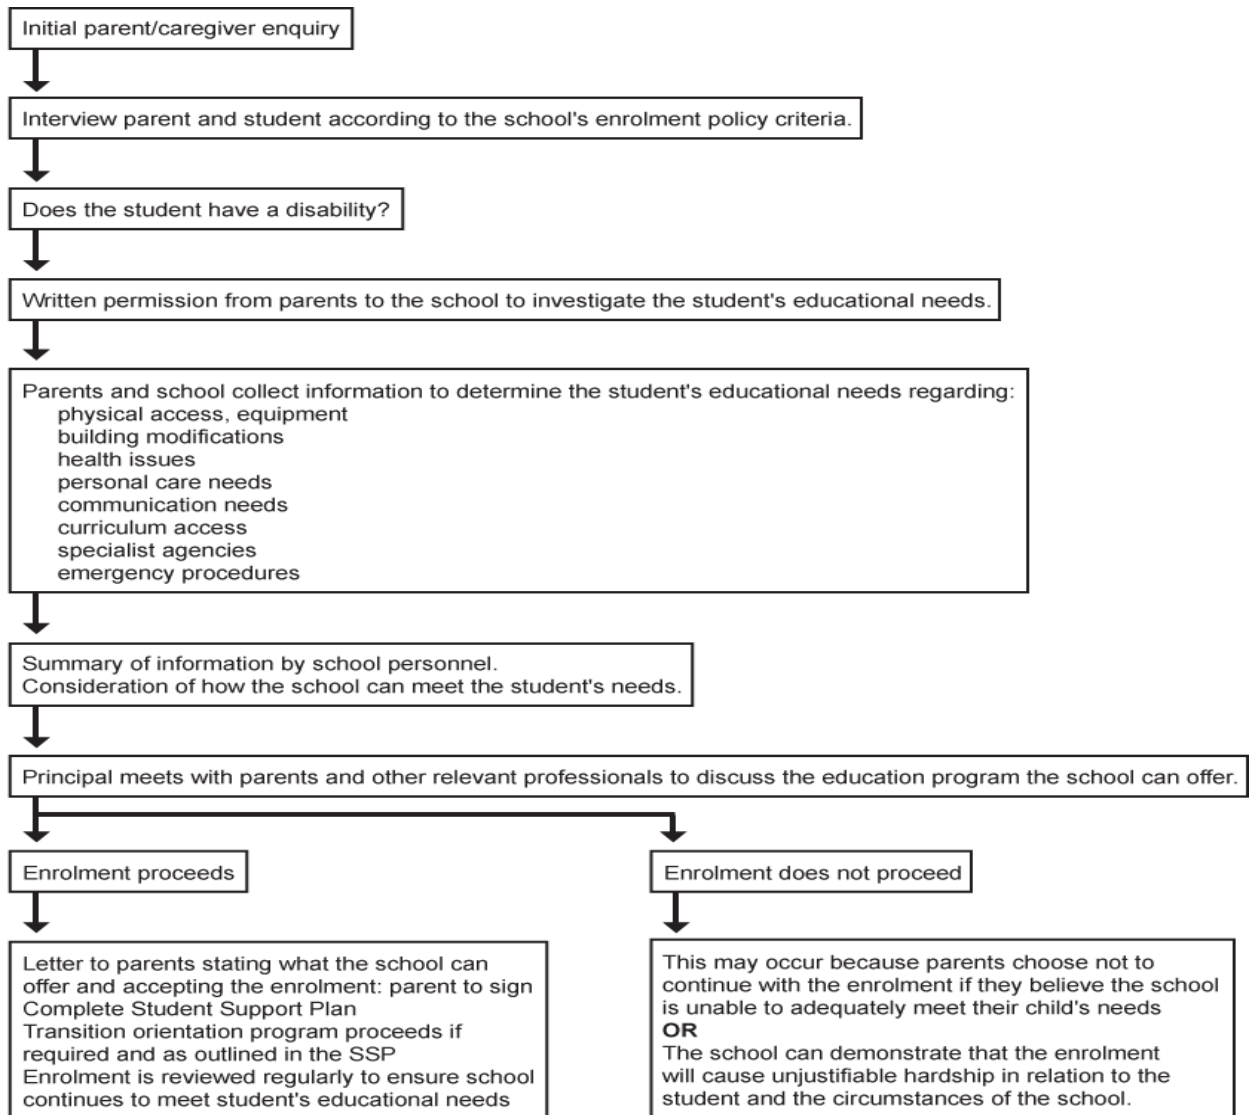 Initial parent/caregiver enquiry
Interview parent and student according to the school's enrolment policy criteria.
Does the student have a disability?
Written permission from parents to the school to investigate the student's educational needs.
Parents and school collect information to determine the student's educational needs regarding:
physical access, equipment
building modifications
health issues
personal care needs
communication needs
curriculum access
specialist agencies
emergency procedures
Summary of information by school personnel.
Consideration of how the school can meet the student's needs.
Principal meets with parents and other relevant professionals to discuss the education program the school can offer.
Enrolment proceeds
Enrolment does not proceed
Letter to parents stating what the school can
offer and accepting the enrolment: parent to sign
Complete Student Support Plan
Transition orientation program proceeds if
required and as outlined in the SSP
Enrolment is reviewed regularly to ensure school
continues to meet student's educational needs
This may occur because parents choose not to
continue with the enrolment if they believe the school
is unable to adequately meet their child's needs
OR
The school can demonstrate that the enrolment
will cause unjustifiable hardship in relation to the
student and the circumstances of the school.